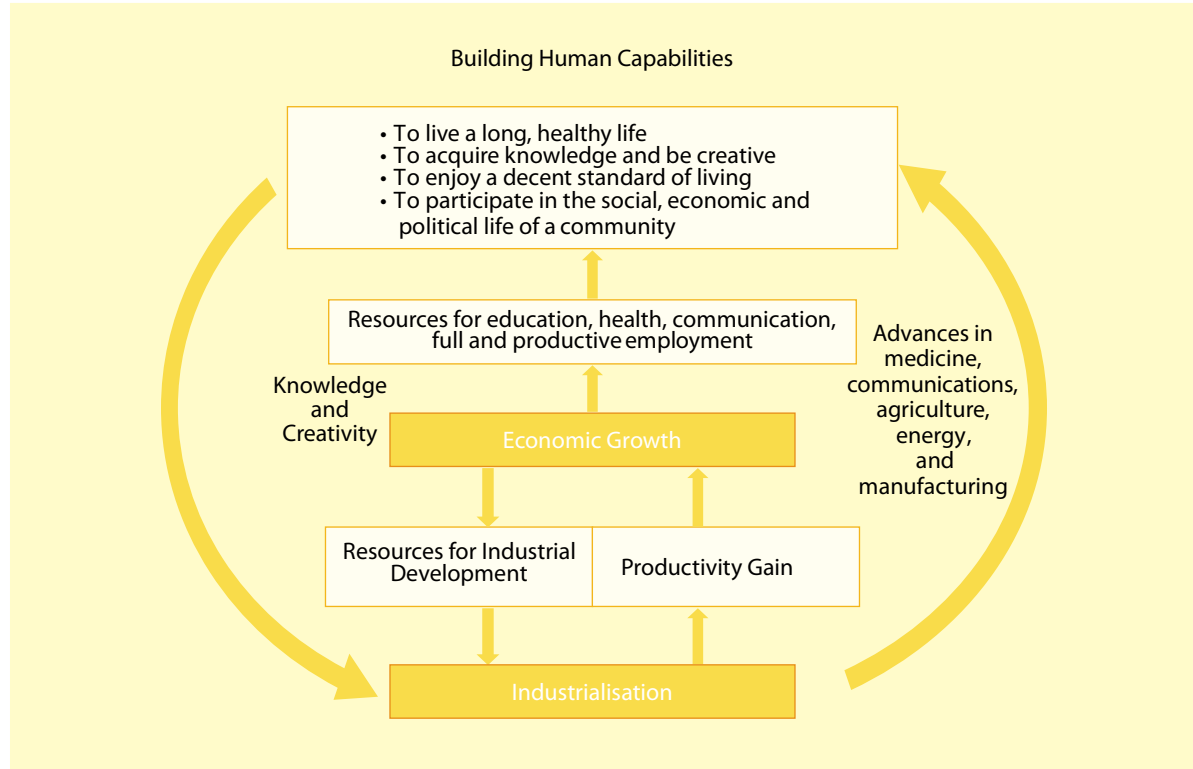 Building Human Capabilities
• To live a long, healthy life
• To acquire knowledge and be creative
• To enjoy a decent standard of living
• To participate in the social, economic and
political life of a community
Resources for education, health, communication,
full and productive employment
Knowledge
and
Creativity
Advances in
medicine,
communications,
agriculture,
energy,
and
manufacturing
Economic Growth
Resources for Industrial
Development
Productivity Gain
Industrialisation